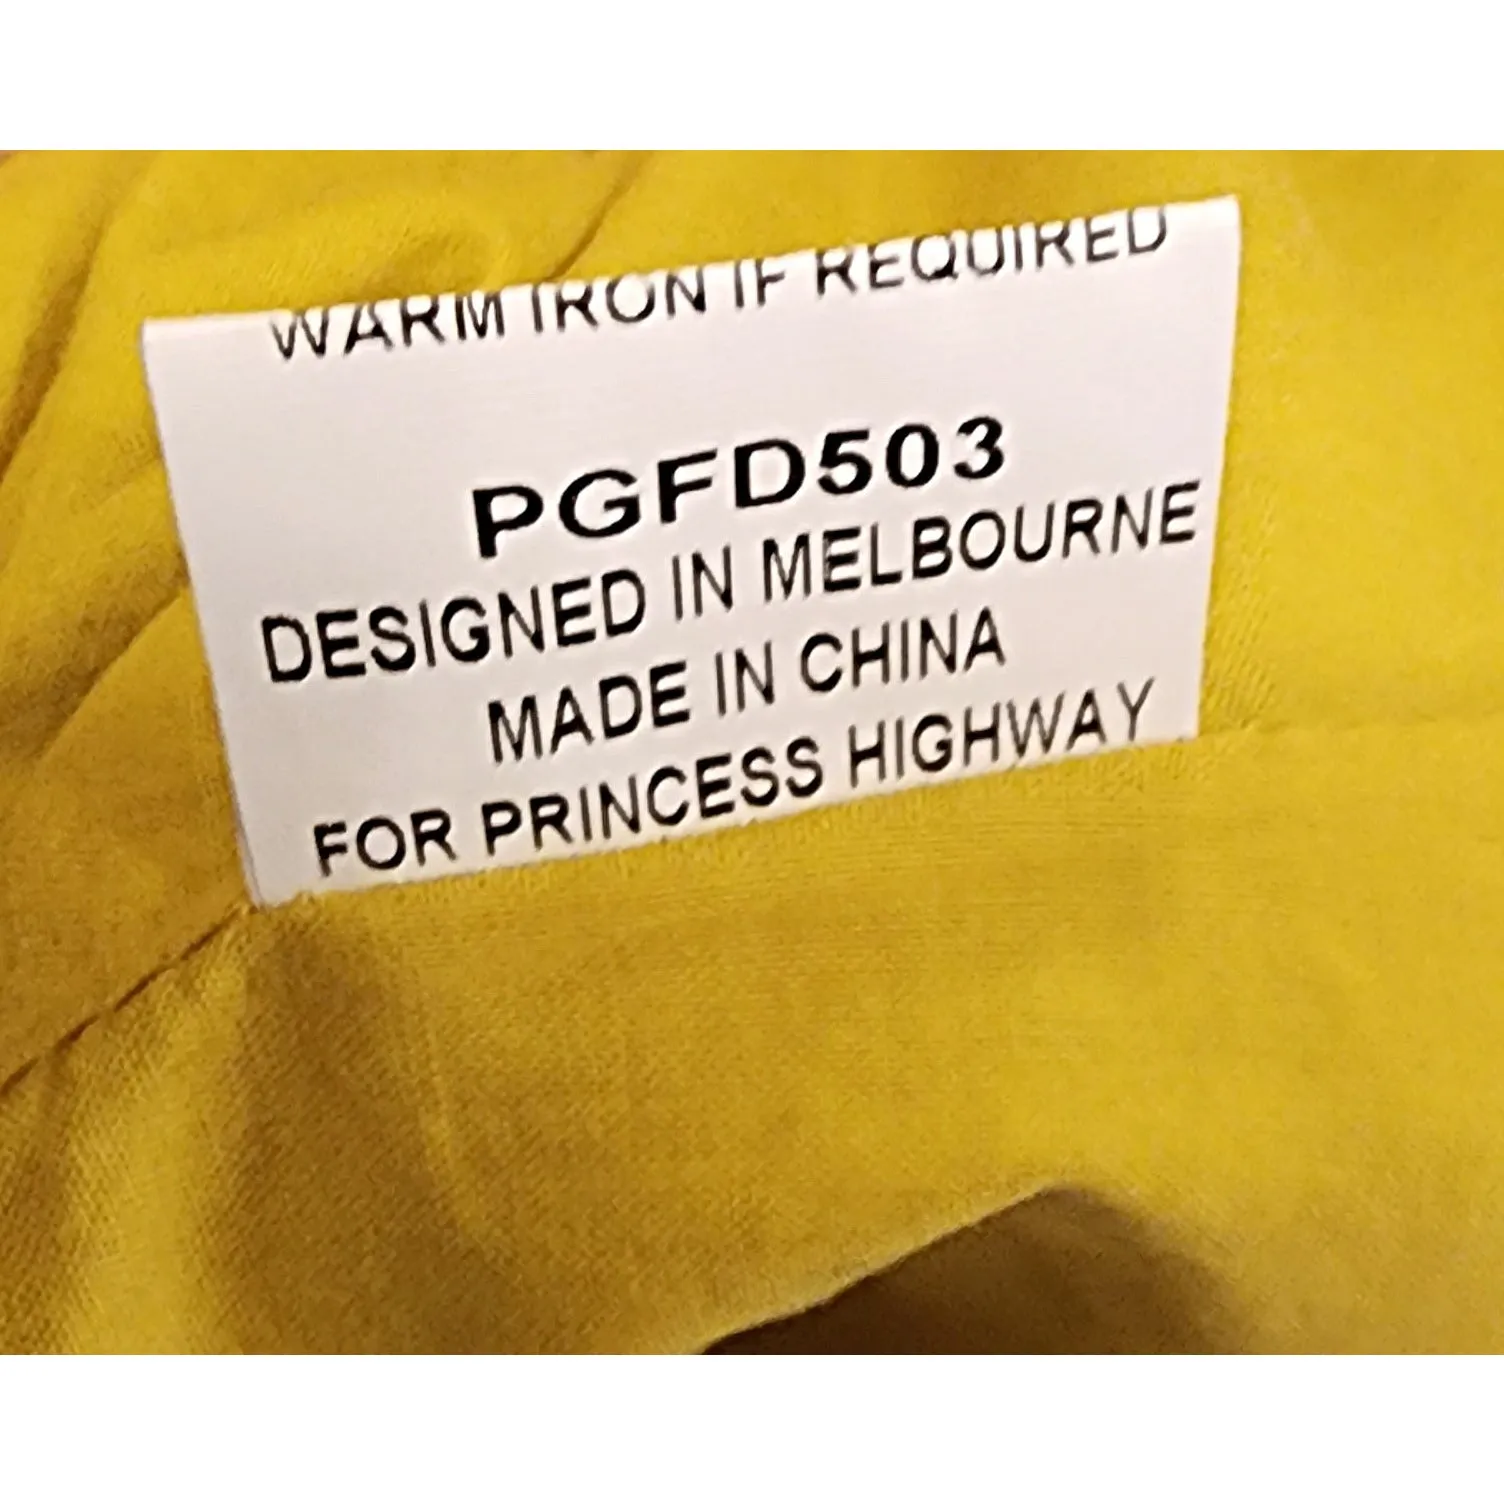 WARM IRON IF REQUIRED
PGFD503
DESIGNED IN MELBOURNE
MADE IN CHINA
FOR PRINCESS HIGHWAY